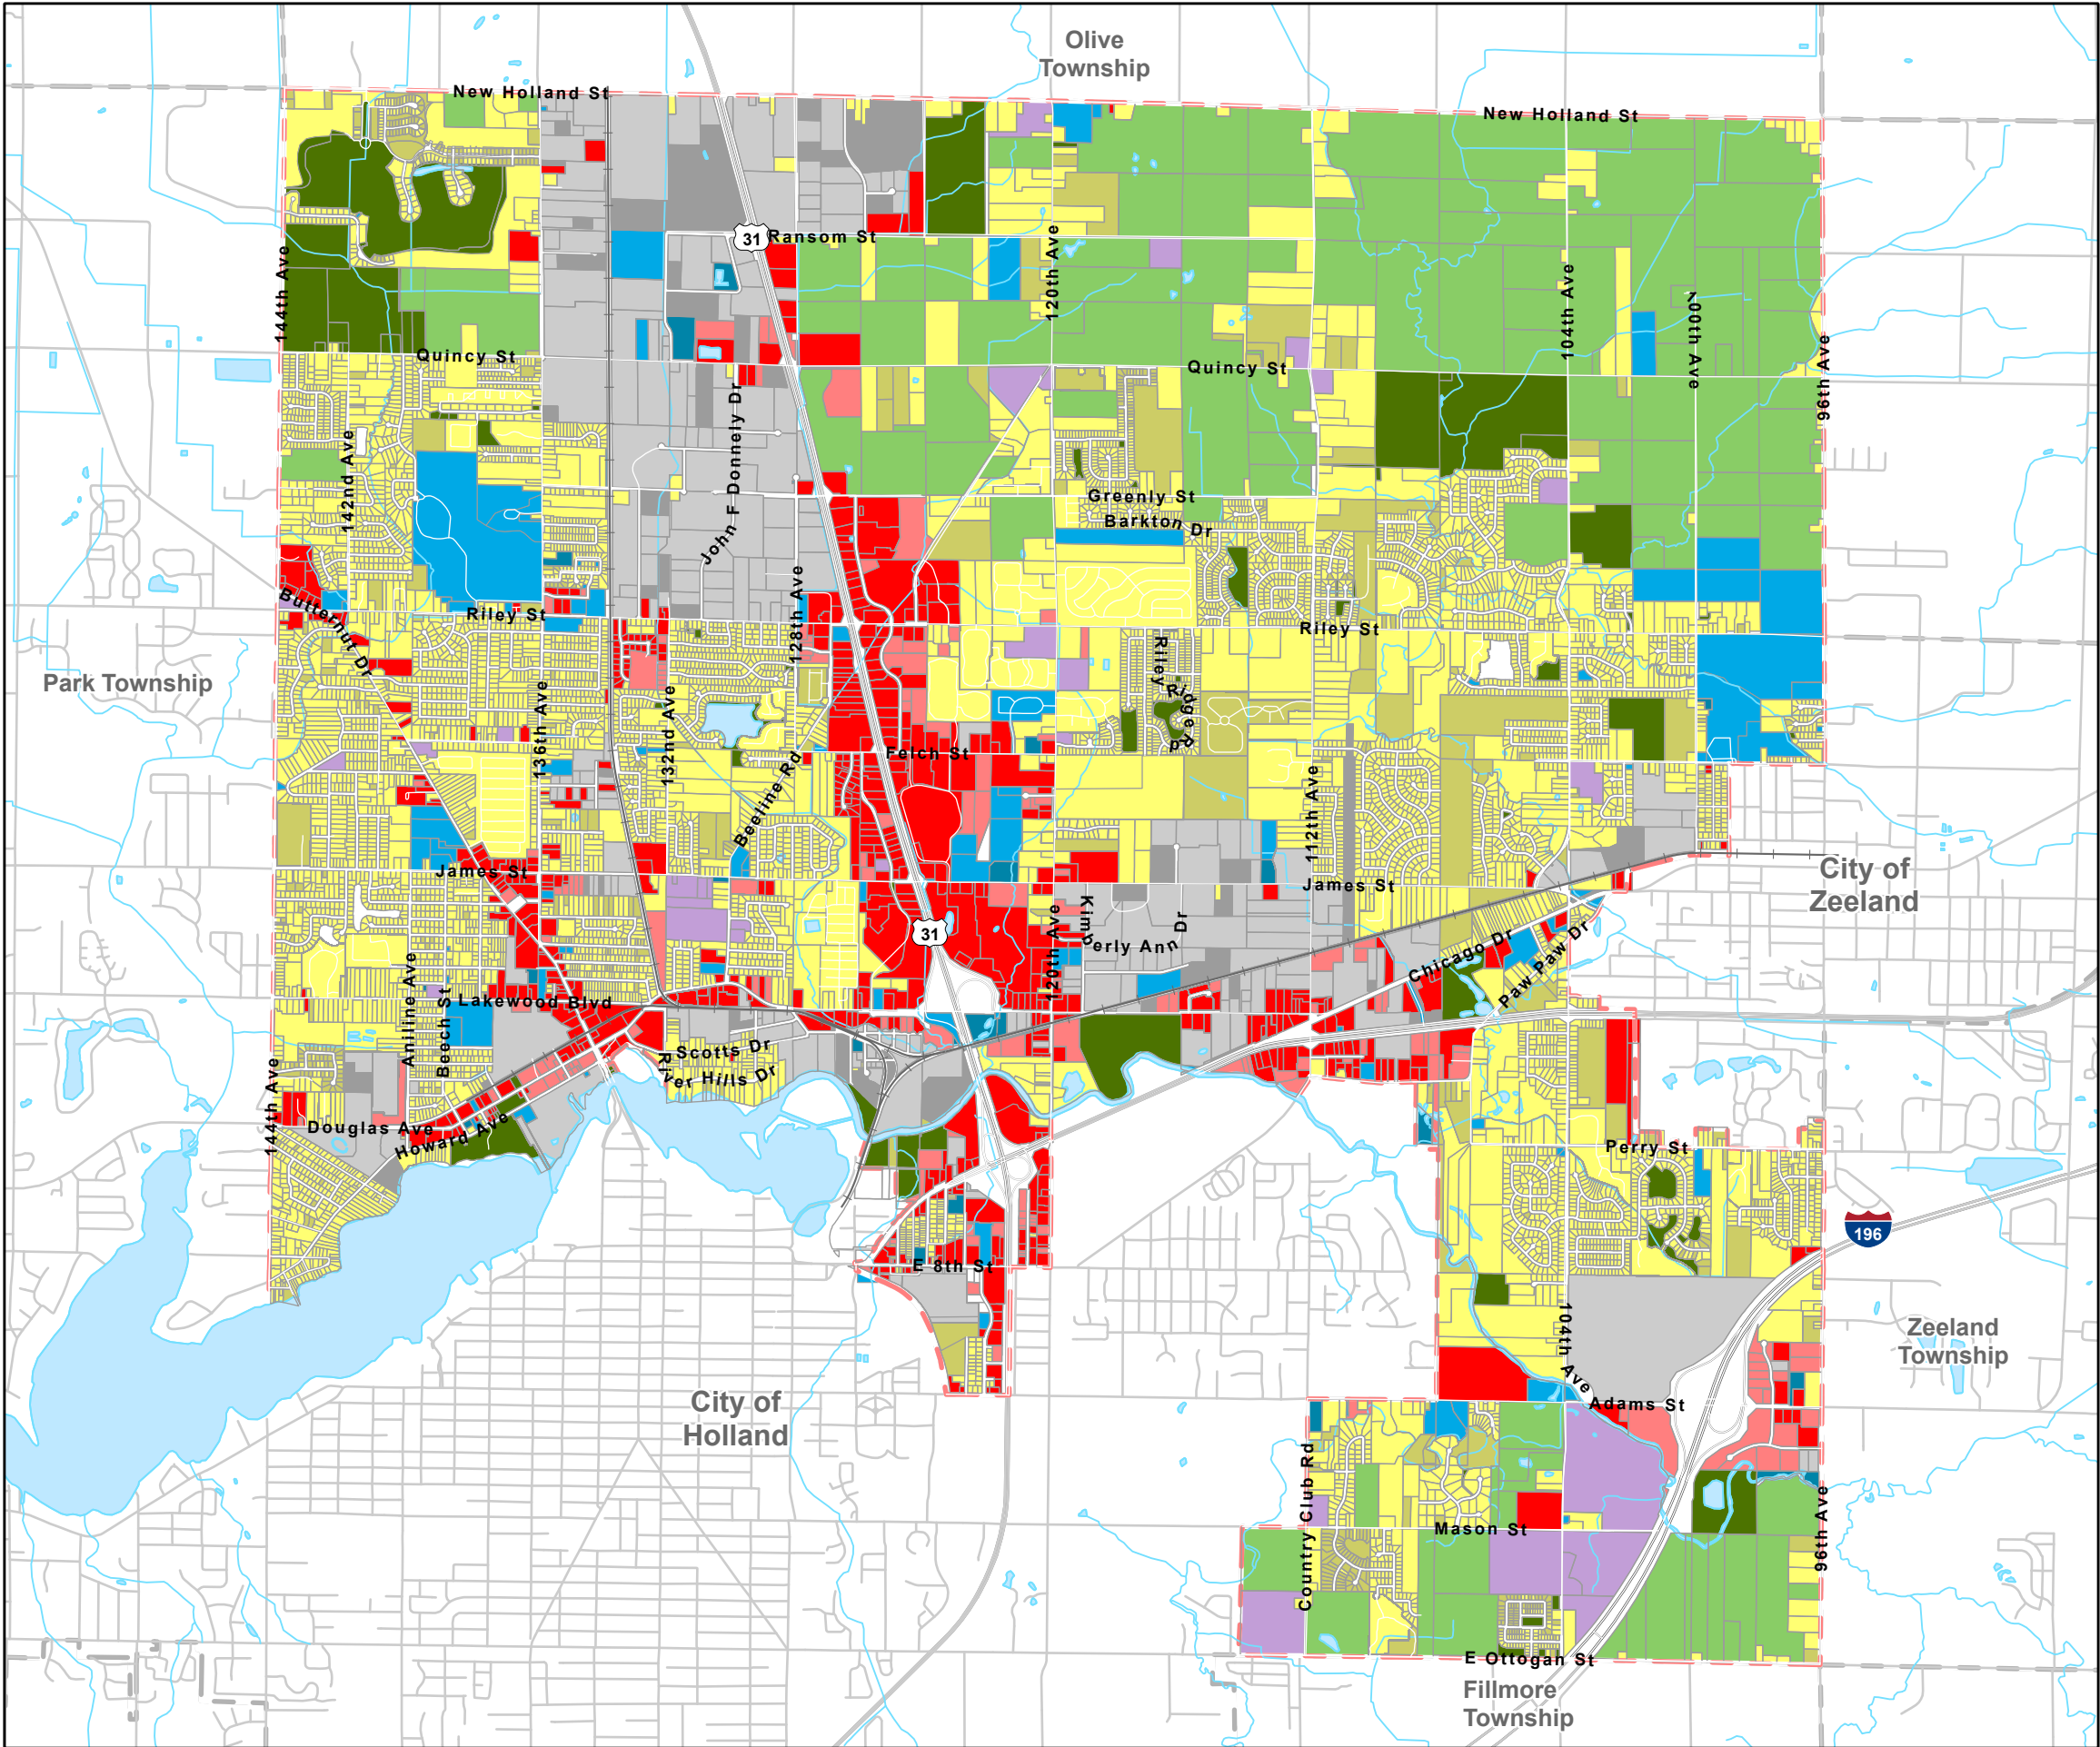 Olive
Township
New Holland St
New Holland St
31
Ransom St
144th Ave
120th Ave
104th Ave
100th Ave
96th Ave
Quincy St
Quincy St
John F Donnely Dr
142nd Ave
Greenly St
Barkton Dr
128th Ave
Butternut Dr
Riley St
Riley St
Park Township
136th Ave
132nd Ave
Riley Ridge Rd
Felch St
Beeline Rd
112th Ave
James St
James St
City of
Zeeland
Kimberly Ann Dr
31
120th Ave
Chicago Dr
Paw Paw Dr
Aniline Ave
Beech St
Lakewood Blvd
Scotts Dr
River Hills Dr
144th Ave
Douglas Ave
Howard Ave
Perry St
196
E 8th St
104th Ave
Zeeland
Township
City of
Holland
Adams St
Country Club Rd
Mason St
96th Ave
E Ottogan St
Fillmore
Township